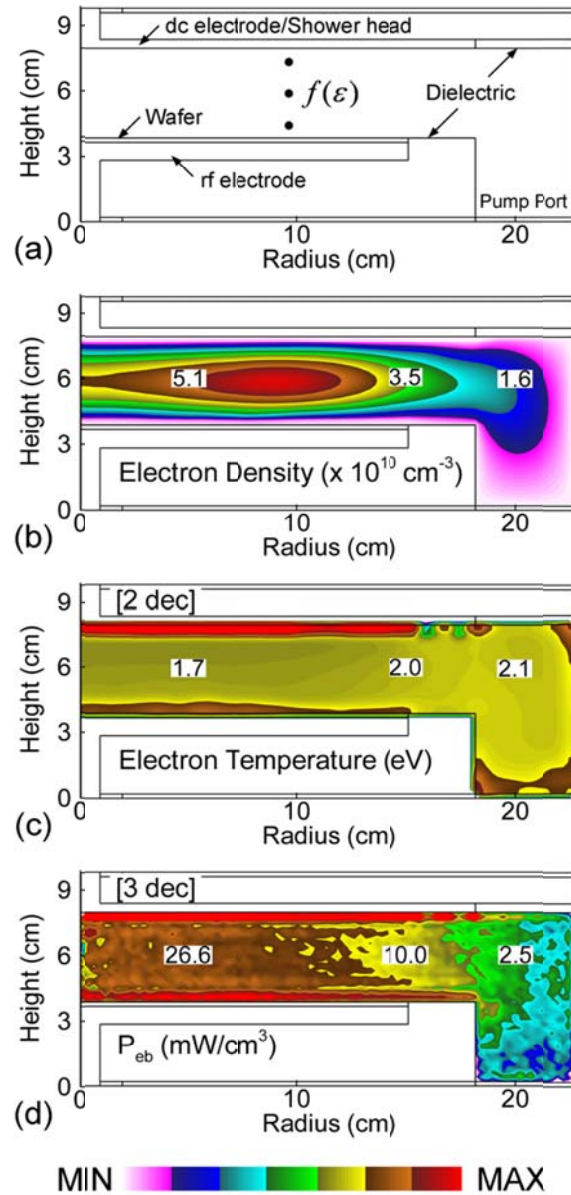 9
dc electrode/Shower head
6
f(ε)
Height (cm)
Wafer
Dielectric
3
rf electrode
0
Pump Port
(a)
0
10
20
Radius (cm)
9
6
5.1
3.5
1.6
Height (cm)
3
Electron Density (x 10¹⁰ cm⁻³)
0
(b)
0
10
20
Radius (cm)
9
[2 dec]
6
1.7
2.0
2.1
Height (cm)
3
Electron Temperature (eV)
0
(c)
0
10
20
Radius (cm)
9
[3 dec]
6
26.6
10.0
2.5
Height (cm)
3
P_eb (mW/cm³)
0
(d)
0
10
20
Radius (cm)
MIN
MAX